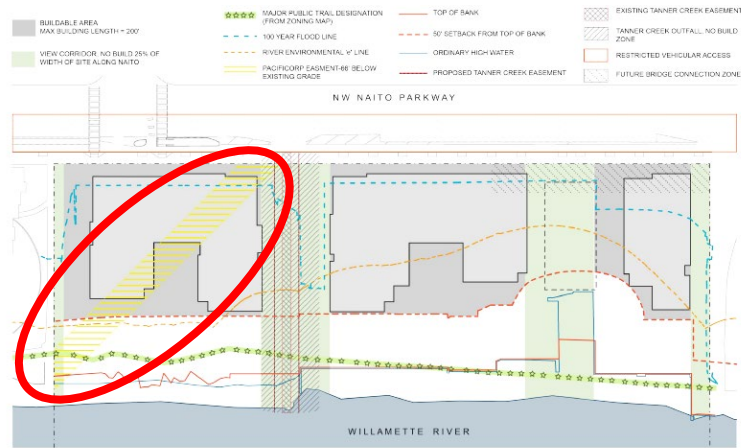 BUILDABLE AREA
MAX BUILDING LENGTH = 200'
VIEW CORRIDOR, NO BUILD 25% OF
WIDTH OF SITE ALONG NAITO
MAJOR PUBLIC TRAIL DESIGNATION
(FROM ZONING MAP)
100 YEAR FLOOD LINE
RIVER ENVIRONMENTAL 'e' LINE
PACIFICORP EASMENT-66' BELOW
EXISTING GRADE
TOP OF BANK
50' SETBACK FROM TOP OF BANK
ORDINARY HIGH WATER
PROPOSED TANNER CREEK EASEMENT
EXISTING TANNER CREEK EASEMENT
TANNER CREEK OUTFALL, NO BUILD
ZONE
RESTRICTED VEHICULAR ACCESS
FUTURE BRIDGE CONNECTION ZONE
NW NAITO PARKWAY
WILLAMETTE RIVER